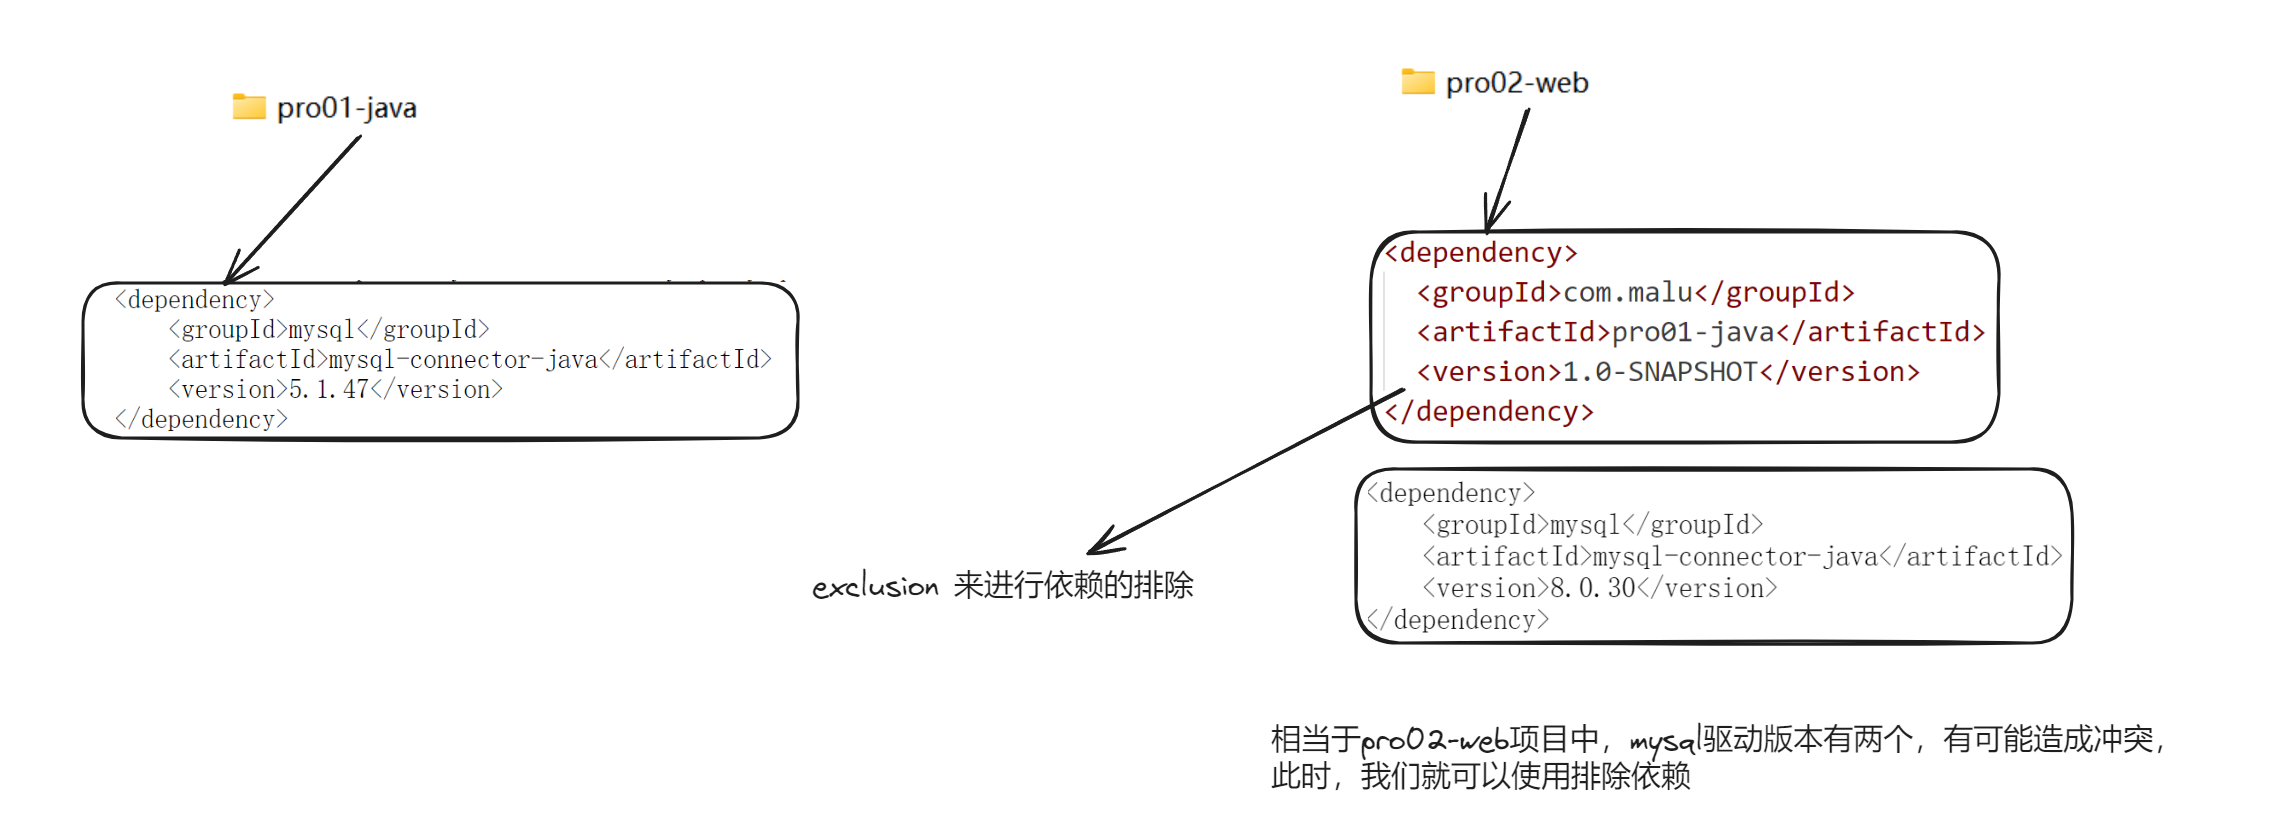 pro01-java
<dependency>
<groupId>mysql</groupId>
<artifactId>mysql-connector-java</artifactId>
<version>5.1.47</version>
</dependency>
pro02-web
<dependency>
<groupId>com.malu</groupId>
<artifactId>pro01-java</artifactId>
<version>1.0-SNAPSHOT</version>
</dependency>
<dependency>
<groupId>mysql</groupId>
<artifactId>mysql-connector-java</artifactId>
<version>8.0.30</version>
</dependency>
exclusion 来进行依赖的排除
相当于pro02-web项目中，mysql驱动版本有两个，有可能造成冲突，
此时，我们就可以使用排除依赖